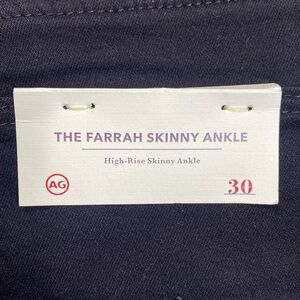 THE FARRAH SKINNY ANKLE
High-Rise Skinny Ankle
AG 30